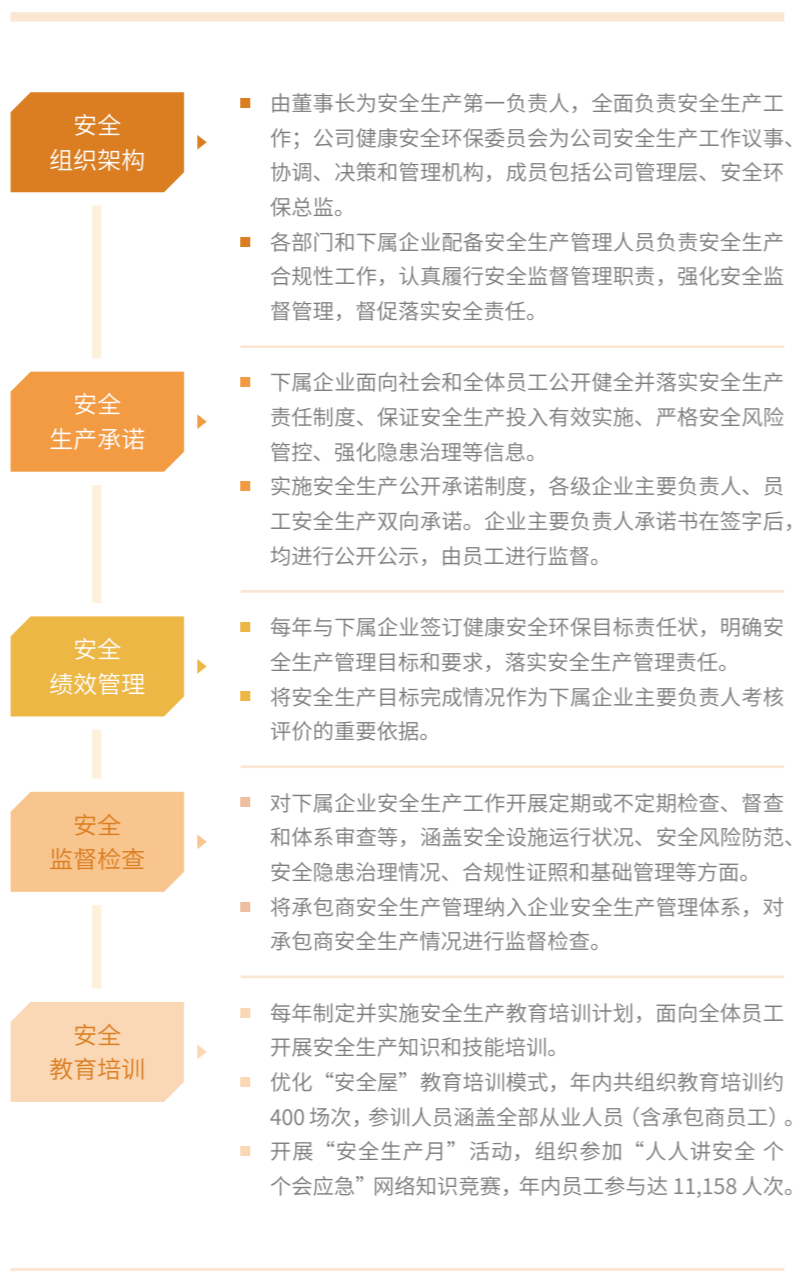 安全
组织架构
由董事长为安全生产第一负责人，全面负责安全生产工
作；公司健康安全环保委员会为公司安全生产工作议事、
协调、决策和管理机构，成员包括公司管理层、安全环
保总监。
各部门和下属企业配备安全生产管理人员负责安全生产
合规性工作，认真履行安全监督管理职责，强化安全监
督管理，督促落实安全责任。
安全
生产承诺
下属企业面向社会和全体员工公开健全并落实安全生产
责任制度、保证安全生产投入有效实施、严格安全风险
管控、强化隐患治理等信息。
实施安全生产公开承诺制度，各级企业主要负责人、员
工安全生产双向承诺。企业主要负责人承诺书在签字后，
均进行公开公示，由员工进行监督。
安全
绩效管理
每年与下属企业签订健康安全环保目标责任状，明确安
全生产管理目标和要求，落实安全生产管理责任。
将安全生产目标完成情况作为下属企业主要负责人考核
评价的重要依据。
安全
监督检查
对下属企业安全生产工作开展定期或不定期检查、督查
和体系审查等，涵盖安全设施运行状况、安全风险防范、
安全隐患治理情况、合规性证照和基础管理等方面。
将承包商安全生产管理纳入企业安全生产管理体系，对
承包商安全生产情况进行监督检查。
安全
教育培训
每年制定并实施安全生产教育培训计划，面向全体员工
开展安全生产知识和技能培训。
优化“安全屋”教育培训模式，年内共组织教育培训约
400 场次，参训人员涵盖全部从业人员（含承包商员工）。
开展“安全生产月”活动，组织参加“人人讲安全 个
个会应急”网络知识竞赛，年内员工参与达 11,158 人次。